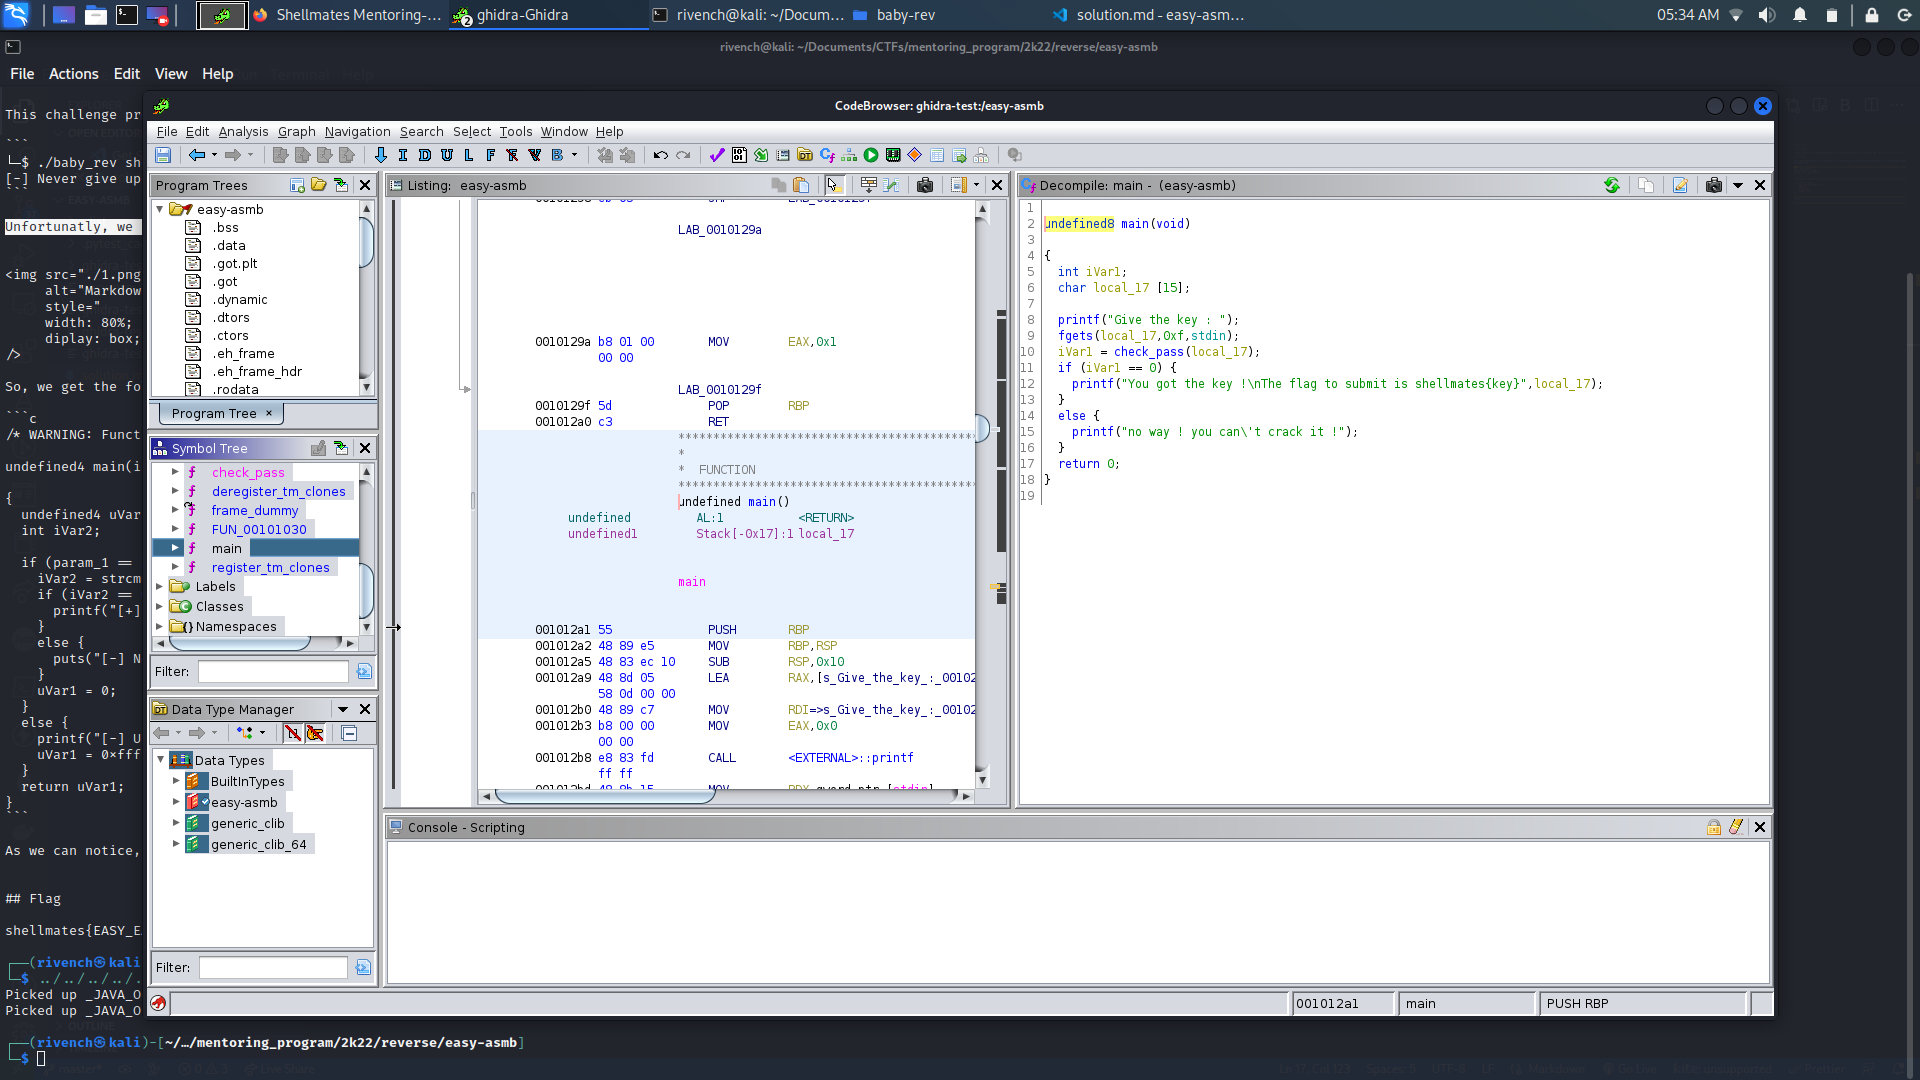 Shellmates Mentoring-...
ghidra-Ghidra
rivench@kali: ~/Docum...
baby-rev
solution.md - easy-asm...
05:34 AM
rivench@kali: ~/Documents/CTFs/mentoring_program/2k22/reverse/easy-asmb
File Actions Edit View Help
This challenge pr
```
└─$ ./baby_rev sh
[-] Never give up
```
Unfortunatly, we
<img src="./1.png
alt="Markdow
style="
width: 80%;
diplay: box;
/>
So, we get the fo
```c
/* WARNING: Funct
undefined4 main(i
{
undefined4 uVar
int iVar2;
if (param_1 ==
iVar2 = strcm
if (iVar2 ==
printf("[+]
}
else {
puts("[-] N
}
uVar1 = 0;
}
else {
printf("[-] U
uVar1 = 0×fff
}
return uVar1;
}
```
As we can notice,
## Flag
shellmates{EASY_E
┌──(rivench㉿kali
└─$ ../../../../.
Picked up _JAVA_O
Picked up _JAVA_O
┌──(rivench㉿kali)-[~/…/mentoring_program/2k22/reverse/easy-asmb]
└─$
CodeBrowser: ghidra-test:/easy-asmb
File Edit Analysis Graph Navigation Search Select Tools Window Help
I D U L F B
Program Trees
easy-asmb
.bss
.data
.got.plt
.got
.dynamic
.dtors
.ctors
.eh_frame
.eh_frame_hdr
.rodata
Program Tree ×
Symbol Tree
f check_pass
f deregister_tm_clones
f frame_dummy
f FUN_00101030
f main
f register_tm_clones
Labels
Classes
{} Namespaces
Filter:
Data Type Manager
Data Types
BuiltInTypes
easy-asmb
generic_clib
generic_clib_64
Filter:
Listing: easy-asmb
LAB_0010129a
0010129a b8 01 00 MOV EAX,0x1
00 00
LAB_0010129f
0010129f 5d POP RBP
001012a0 c3 RET
*************************************
*
* FUNCTION
*************************************
undefined main()
undefined AL:1 <RETURN>
undefined1 Stack[-0x17]:1 local_17
main
001012a1 55 PUSH RBP
001012a2 48 89 e5 MOV RBP,RSP
001012a5 48 83 ec 10 SUB RSP,0x10
001012a9 48 8d 05 LEA RAX,[s_Give_the_key_:_00102
58 0d 00 00
001012b0 48 89 c7 MOV RDI=>s_Give_the_key_:_00102
001012b3 b8 00 00 MOV EAX,0x0
00 00
001012b8 e8 83 fd CALL <EXTERNAL>::printf
ff ff
Decompile: main - (easy-asmb)
1
2 undefined8 main(void)
3
4 {
5 int iVar1;
6 char local_17 [15];
7
8 printf("Give the key : ");
9 fgets(local_17,0xf,stdin);
10 iVar1 = check_pass(local_17);
11 if (iVar1 == 0) {
12 printf("You got the key !\nThe flag to submit is shellmates{key}",local_17);
13 }
14 else {
15 printf("no way ! you can\'t crack it !");
16 }
17 return 0;
18 }
19
Console - Scripting
001012a1
main
PUSH RBP